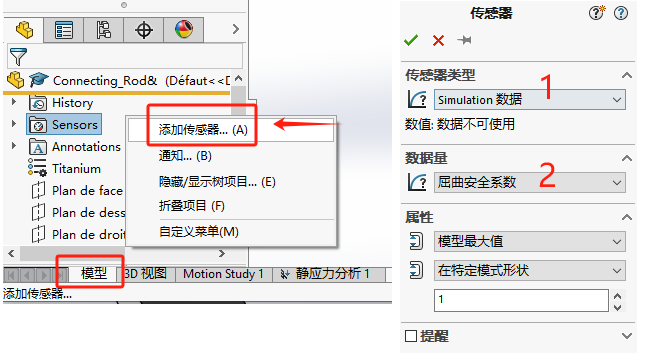 Connecting_Rod& (Défaut<<D
History
Sensors
Annotations
Titanium
Plan de face
Plan de dess
Plan de droit
添加传感器... (A)
通知... (B)
隐藏/显示树项目... (E)
折叠项目 (F)
自定义菜单(M)
模型
3D 视图
Motion Study 1
静应力分析 1
添加传感器...
传感器
传感器类型
1
Simulation 数据
数值: 数据不可使用
数据量
2
屈曲安全系数
属性
模型最大值
在特定模式形状
1
提醒